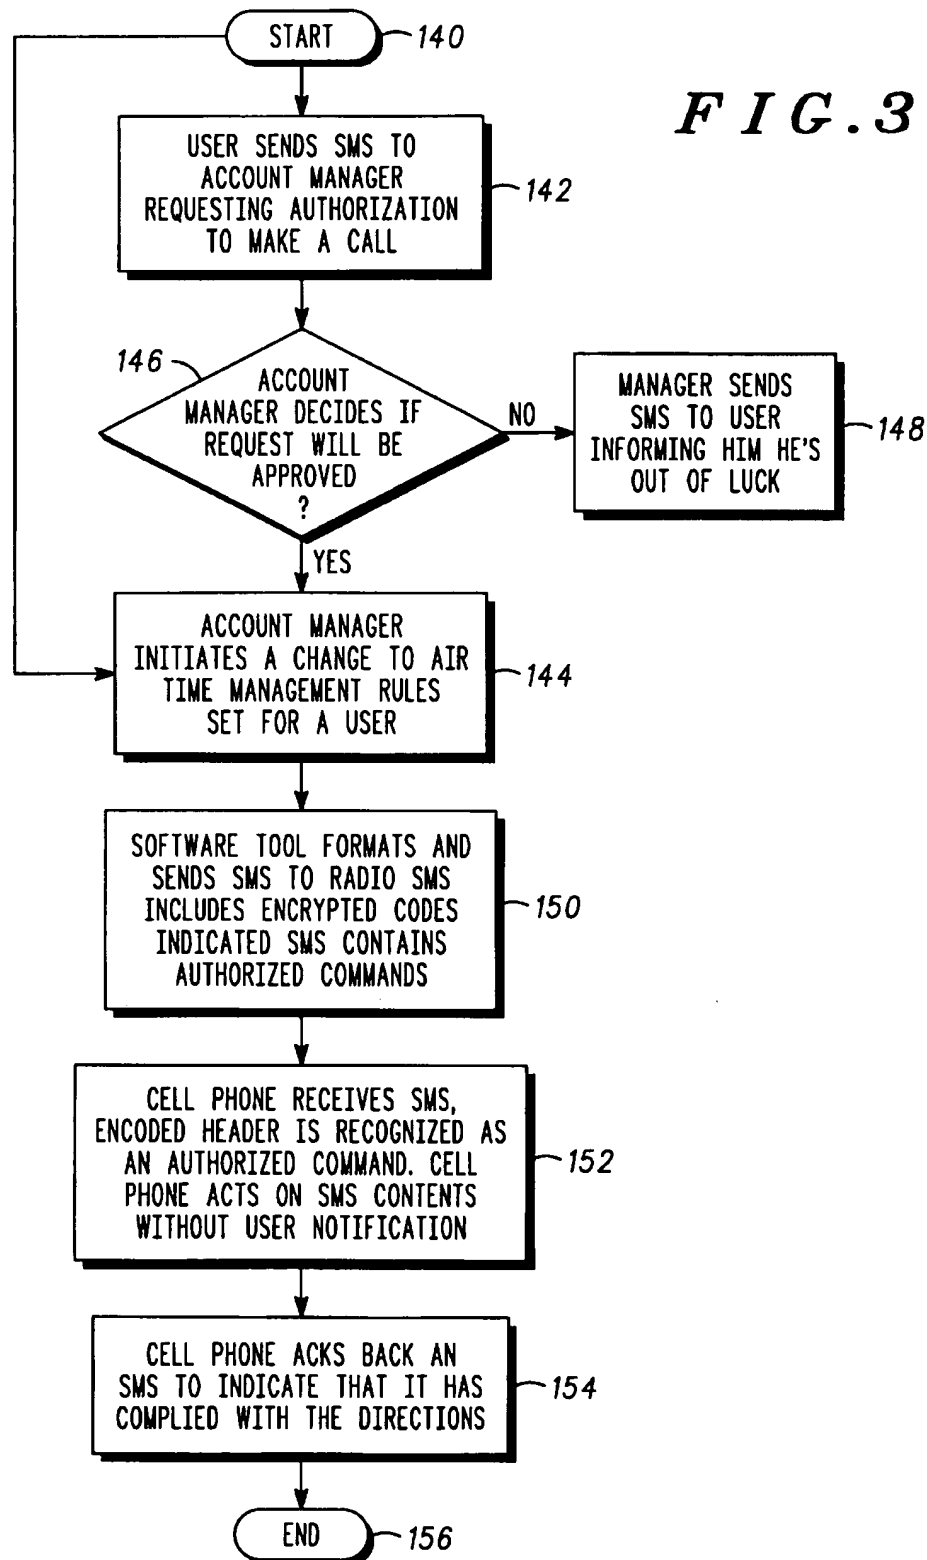 START
140
FIG.3
USER SENDS SMS TO
ACCOUNT MANAGER
REQUESTING AUTHORIZATION
TO MAKE A CALL
142
146
ACCOUNT
MANAGER DECIDES IF
REQUEST WILL BE
APPROVED
?
NO
MANAGER SENDS
SMS TO USER
INFORMING HIM HE'S
OUT OF LUCK
148
YES
ACCOUNT MANAGER
INITIATES A CHANGE TO AIR
TIME MANAGEMENT RULES
SET FOR A USER
144
SOFTWARE TOOL FORMATS AND
SENDS SMS TO RADIO SMS
INCLUDES ENCRYPTED CODES
INDICATED SMS CONTAINS
AUTHORIZED COMMANDS
150
CELL PHONE RECEIVES SMS,
ENCODED HEADER IS RECOGNIZED AS
AN AUTHORIZED COMMAND. CELL
PHONE ACTS ON SMS CONTENTS
WITHOUT USER NOTIFICATION
152
CELL PHONE ACKS BACK AN
SMS TO INDICATE THAT IT HAS
COMPLIED WITH THE DIRECTIONS
154
END
156